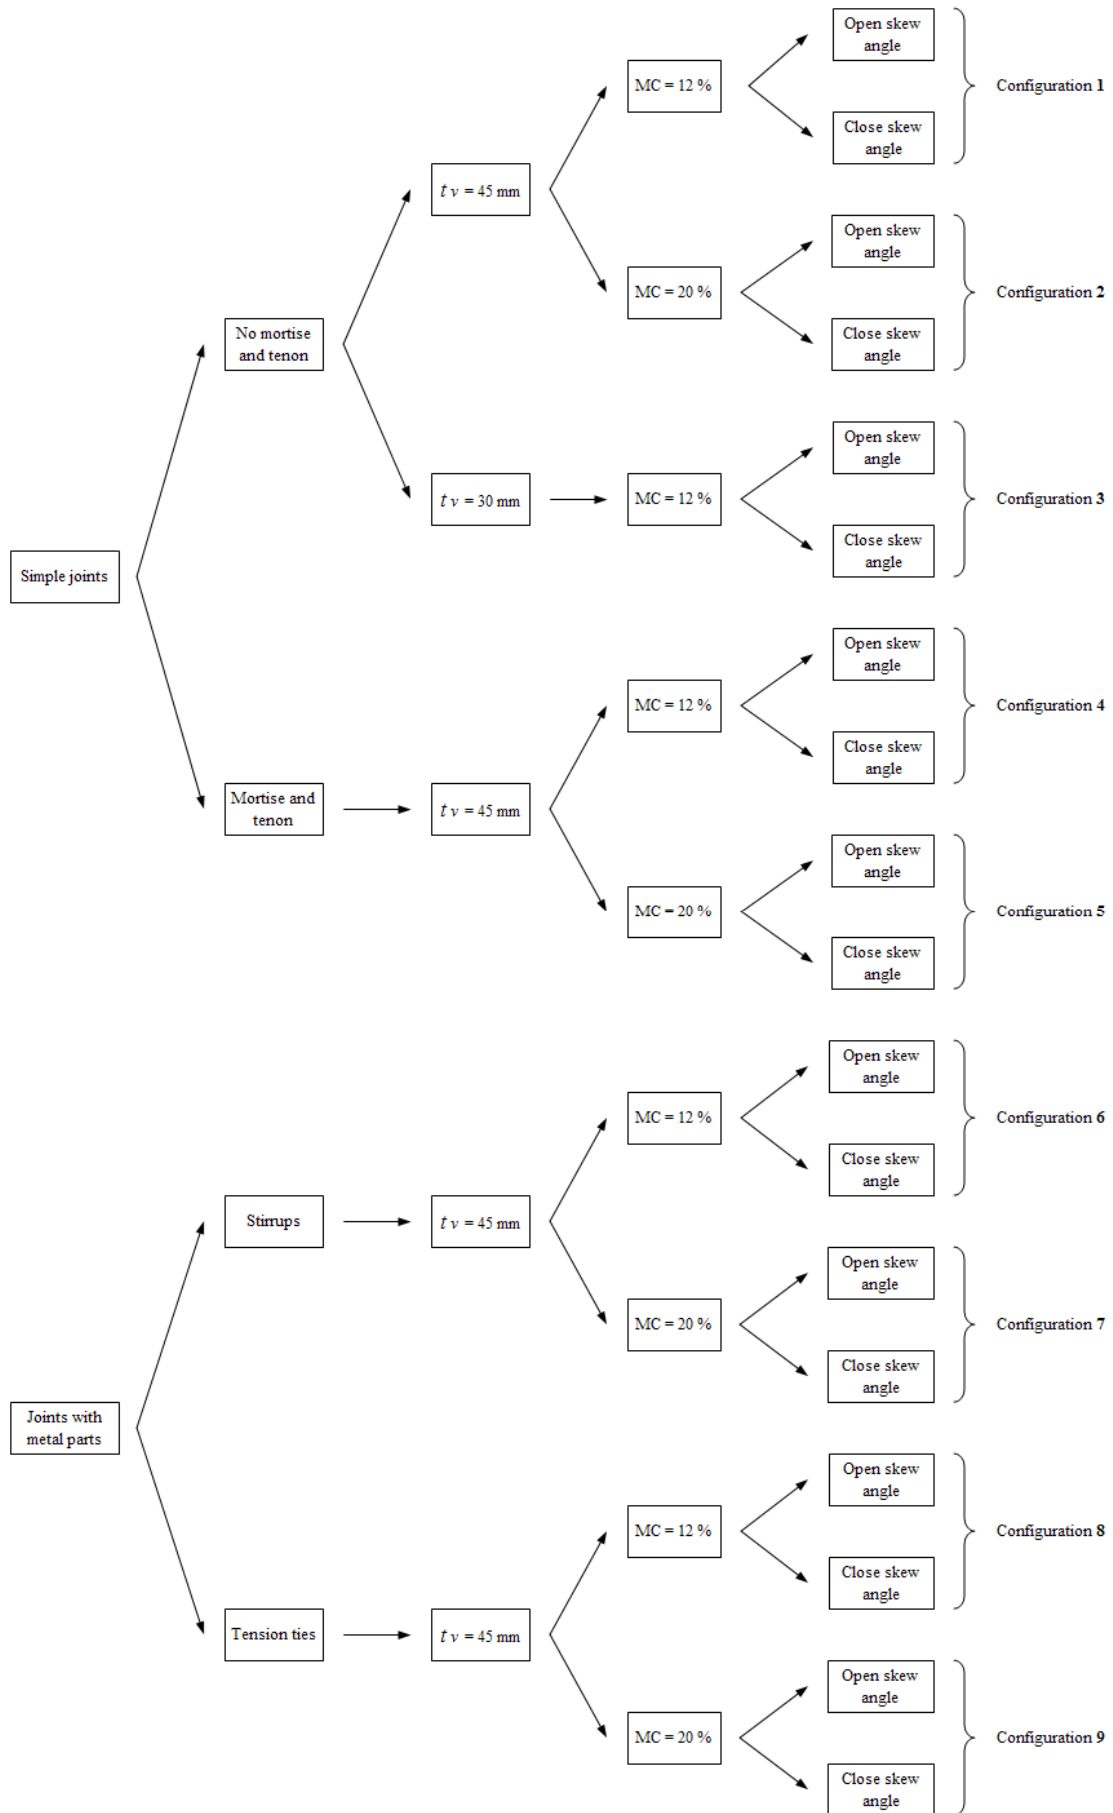 Open skew
angle
MC = 12 %
Configuration 1
Close skew
angle
t v = 45 mm
Open skew
angle
MC = 20 %
Configuration 2
Close skew
angle
No mortise
and tenon
Open skew
angle
t v = 30 mm
MC = 12 %
Configuration 3
Close skew
angle
Simple joints
Open skew
angle
MC = 12 %
Configuration 4
Close skew
angle
Mortise and
tenon
t v = 45 mm
Open skew
angle
MC = 20 %
Configuration 5
Close skew
angle
Open skew
angle
MC = 12 %
Configuration 6
Close skew
angle
Stirrups
t v = 45 mm
Open skew
angle
MC = 20 %
Configuration 7
Close skew
angle
Joints with
metal parts
Open skew
angle
MC = 12 %
Configuration 8
Close skew
angle
Tension ties
t v = 45 mm
Open skew
angle
MC = 20 %
Configuration 9
Close skew
angle